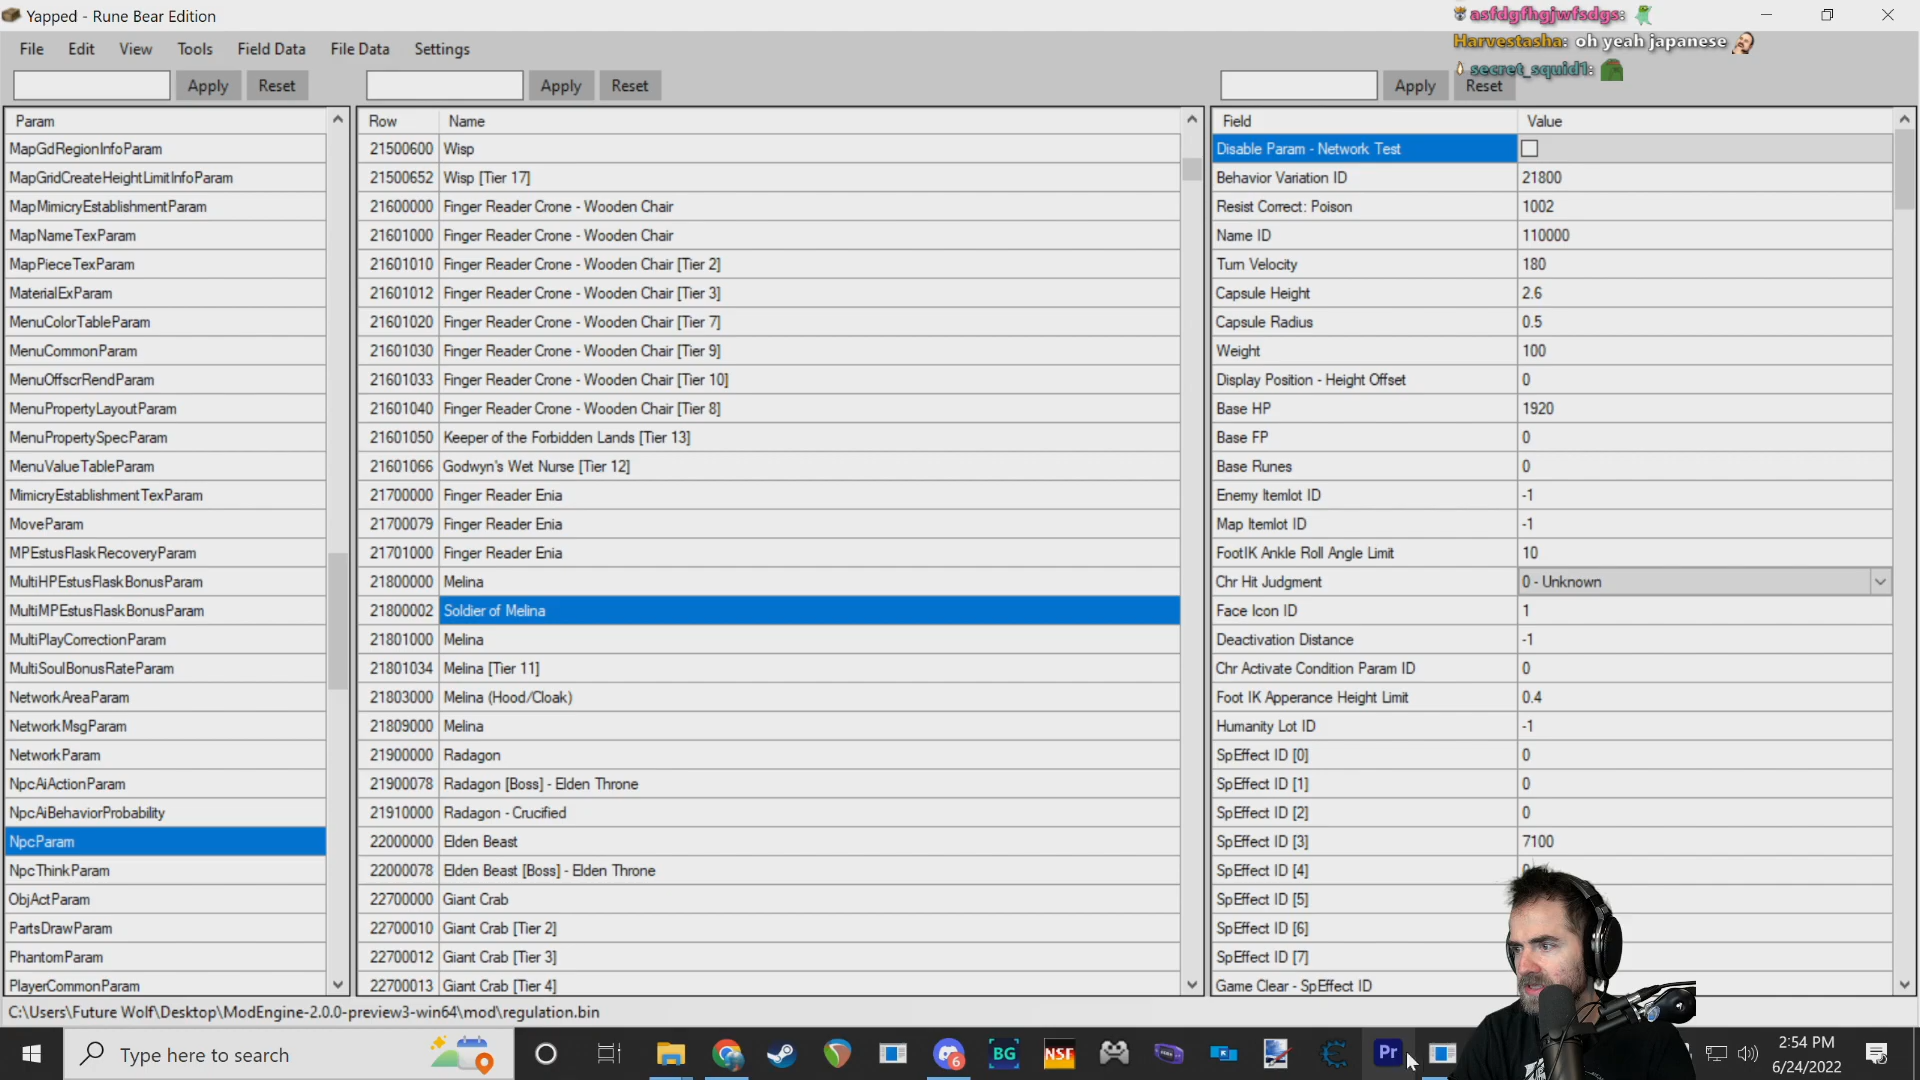 Yapped - Rune Bear Edition
asfdgfhgjwfsdgs:
Harvestasha: oh yeah japanese
secret_squid1:
File Edit View Tools Field Data File Data Settings
Apply Reset Apply Reset Apply Reset
Param
MapGdRegionInfoParam
MapGridCreateHeightLimitInfoParam
MapMimicryEstablishmentParam
MapNameTexParam
MapPieceTexParam
MaterialExParam
MenuColorTableParam
MenuCommonParam
MenuOffscrRendParam
MenuPropertyLayoutParam
MenuPropertySpecParam
MenuValueTableParam
MimicryEstablishmentTexParam
MoveParam
MPEstusFlaskRecoveryParam
MultiHPEstusFlaskBonusParam
MultiMPEstusFlaskBonusParam
MultiPlayCorrectionParam
MultiSoulBonusRateParam
NetworkAreaParam
NetworkMsgParam
NetworkParam
NpcAiActionParam
NpcAiBehaviorProbability
NpcParam
NpcThinkParam
ObjActParam
PartsDrawParam
PhantomParam
PlayerCommonParam
Row Name
21500600 Wisp
21500652 Wisp [Tier 17]
21600000 Finger Reader Crone - Wooden Chair
21601000 Finger Reader Crone - Wooden Chair
21601010 Finger Reader Crone - Wooden Chair [Tier 2]
21601012 Finger Reader Crone - Wooden Chair [Tier 3]
21601020 Finger Reader Crone - Wooden Chair [Tier 7]
21601030 Finger Reader Crone - Wooden Chair [Tier 9]
21601033 Finger Reader Crone - Wooden Chair [Tier 10]
21601040 Finger Reader Crone - Wooden Chair [Tier 8]
21601050 Keeper of the Forbidden Lands [Tier 13]
21601066 Godwyn's Wet Nurse [Tier 12]
21700000 Finger Reader Enia
21700079 Finger Reader Enia
21701000 Finger Reader Enia
21800000 Melina
21800002 Soldier of Melina
21801000 Melina
21801034 Melina [Tier 11]
21803000 Melina (Hood/Cloak)
21809000 Melina
21900000 Radagon
21900078 Radagon [Boss] - Elden Throne
21910000 Radagon - Crucified
22000000 Elden Beast
22000078 Elden Beast [Boss] - Elden Throne
22700000 Giant Crab
22700010 Giant Crab [Tier 2]
22700012 Giant Crab [Tier 3]
22700013 Giant Crab [Tier 4]
Field Value
Disable Param - Network Test
Behavior Variation ID 21800
Resist Correct: Poison 1002
Name ID 110000
Turn Velocity 180
Capsule Height 2.6
Capsule Radius 0.5
Weight 100
Display Position - Height Offset 0
Base HP 1920
Base FP 0
Base Runes 0
Enemy Itemlot ID -1
Map Itemlot ID -1
FootIK Ankle Roll Angle Limit 10
Chr Hit Judgment 0 - Unknown
Face Icon ID 1
Deactivation Distance -1
Chr Activate Condition Param ID 0
Foot IK Apperance Height Limit 0.4
Humanity Lot ID -1
SpEffect ID [0] 0
SpEffect ID [1] 0
SpEffect ID [2] 0
SpEffect ID [3] 7100
SpEffect ID [4]
SpEffect ID [5]
SpEffect ID [6]
SpEffect ID [7]
Game Clear - SpEffect ID
C:\Users\Future Wolf\Desktop\ModEngine-2.0.0-preview3-win64\mod\regulation.bin
Type here to search
6
BG
NSF
Pr
2:54 PM
6/24/2022